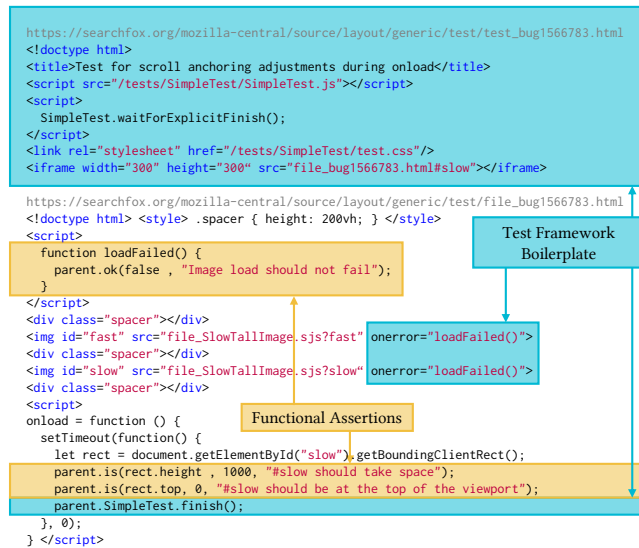 https://searchfox.org/mozilla-central/source/layout/generic/test/test_bug1566783.html
<!doctype html>
<title>Test for scroll anchoring adjustments during onload</title>
<script src="/tests/SimpleTest/SimpleTest.js"></script>
<script>
  SimpleTest.waitForExplicitFinish();
</script>
<link rel="stylesheet" href="/tests/SimpleTest/test.css"/>
<iframe width="300" height="300“ src="file_bug1566783.html#slow"></iframe>
https://searchfox.org/mozilla-central/source/layout/generic/test/file_bug1566783.html
<!doctype html> <style> .spacer { height: 200vh; } </style>
<script>
  function loadFailed() {
    parent.ok(false , "Image load should not fail");
  }
</script>
<div class="spacer"></div>
<img id="fast" src="file_SlowTallImage.sjs?fast" onerror="loadFailed()">
<div class="spacer"></div>
<img id="slow" src="file_SlowTallImage.sjs?slow“ onerror="loadFailed()">
<div class="spacer"></div>
<script>
onload = function () {
  setTimeout(function() {
    let rect = document.getElementById("slow").getBoundingClientRect();
    parent.is(rect.height , 1000, "#slow should take space");
    parent.is(rect.top, 0, "#slow should be at the top of the viewport");
    parent.SimpleTest.finish();
  }, 0);
} </script>
Test Framework
Boilerplate
Functional Assertions